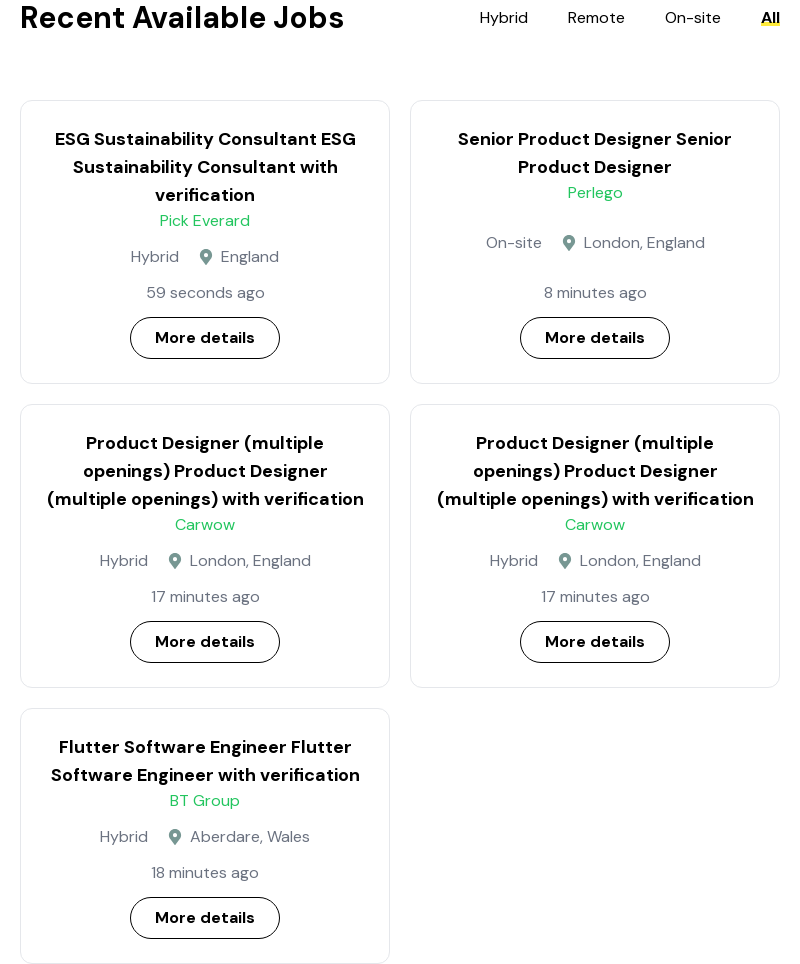 Recent Available Jobs
Hybrid
Remote
On-site
All
ESG Sustainability Consultant ESG
Sustainability Consultant with
verification
Pick Everard
Hybrid
England
59 seconds ago
More details
Senior Product Designer Senior
Product Designer
Perlego
On-site
London, England
8 minutes ago
More details
Product Designer (multiple
openings) Product Designer
(multiple openings) with verification
Carwow
Hybrid
London, England
17 minutes ago
More details
Product Designer (multiple
openings) Product Designer
(multiple openings) with verification
Carwow
Hybrid
London, England
17 minutes ago
More details
Flutter Software Engineer Flutter
Software Engineer with verification
BT Group
Hybrid
Aberdare, Wales
18 minutes ago
More details